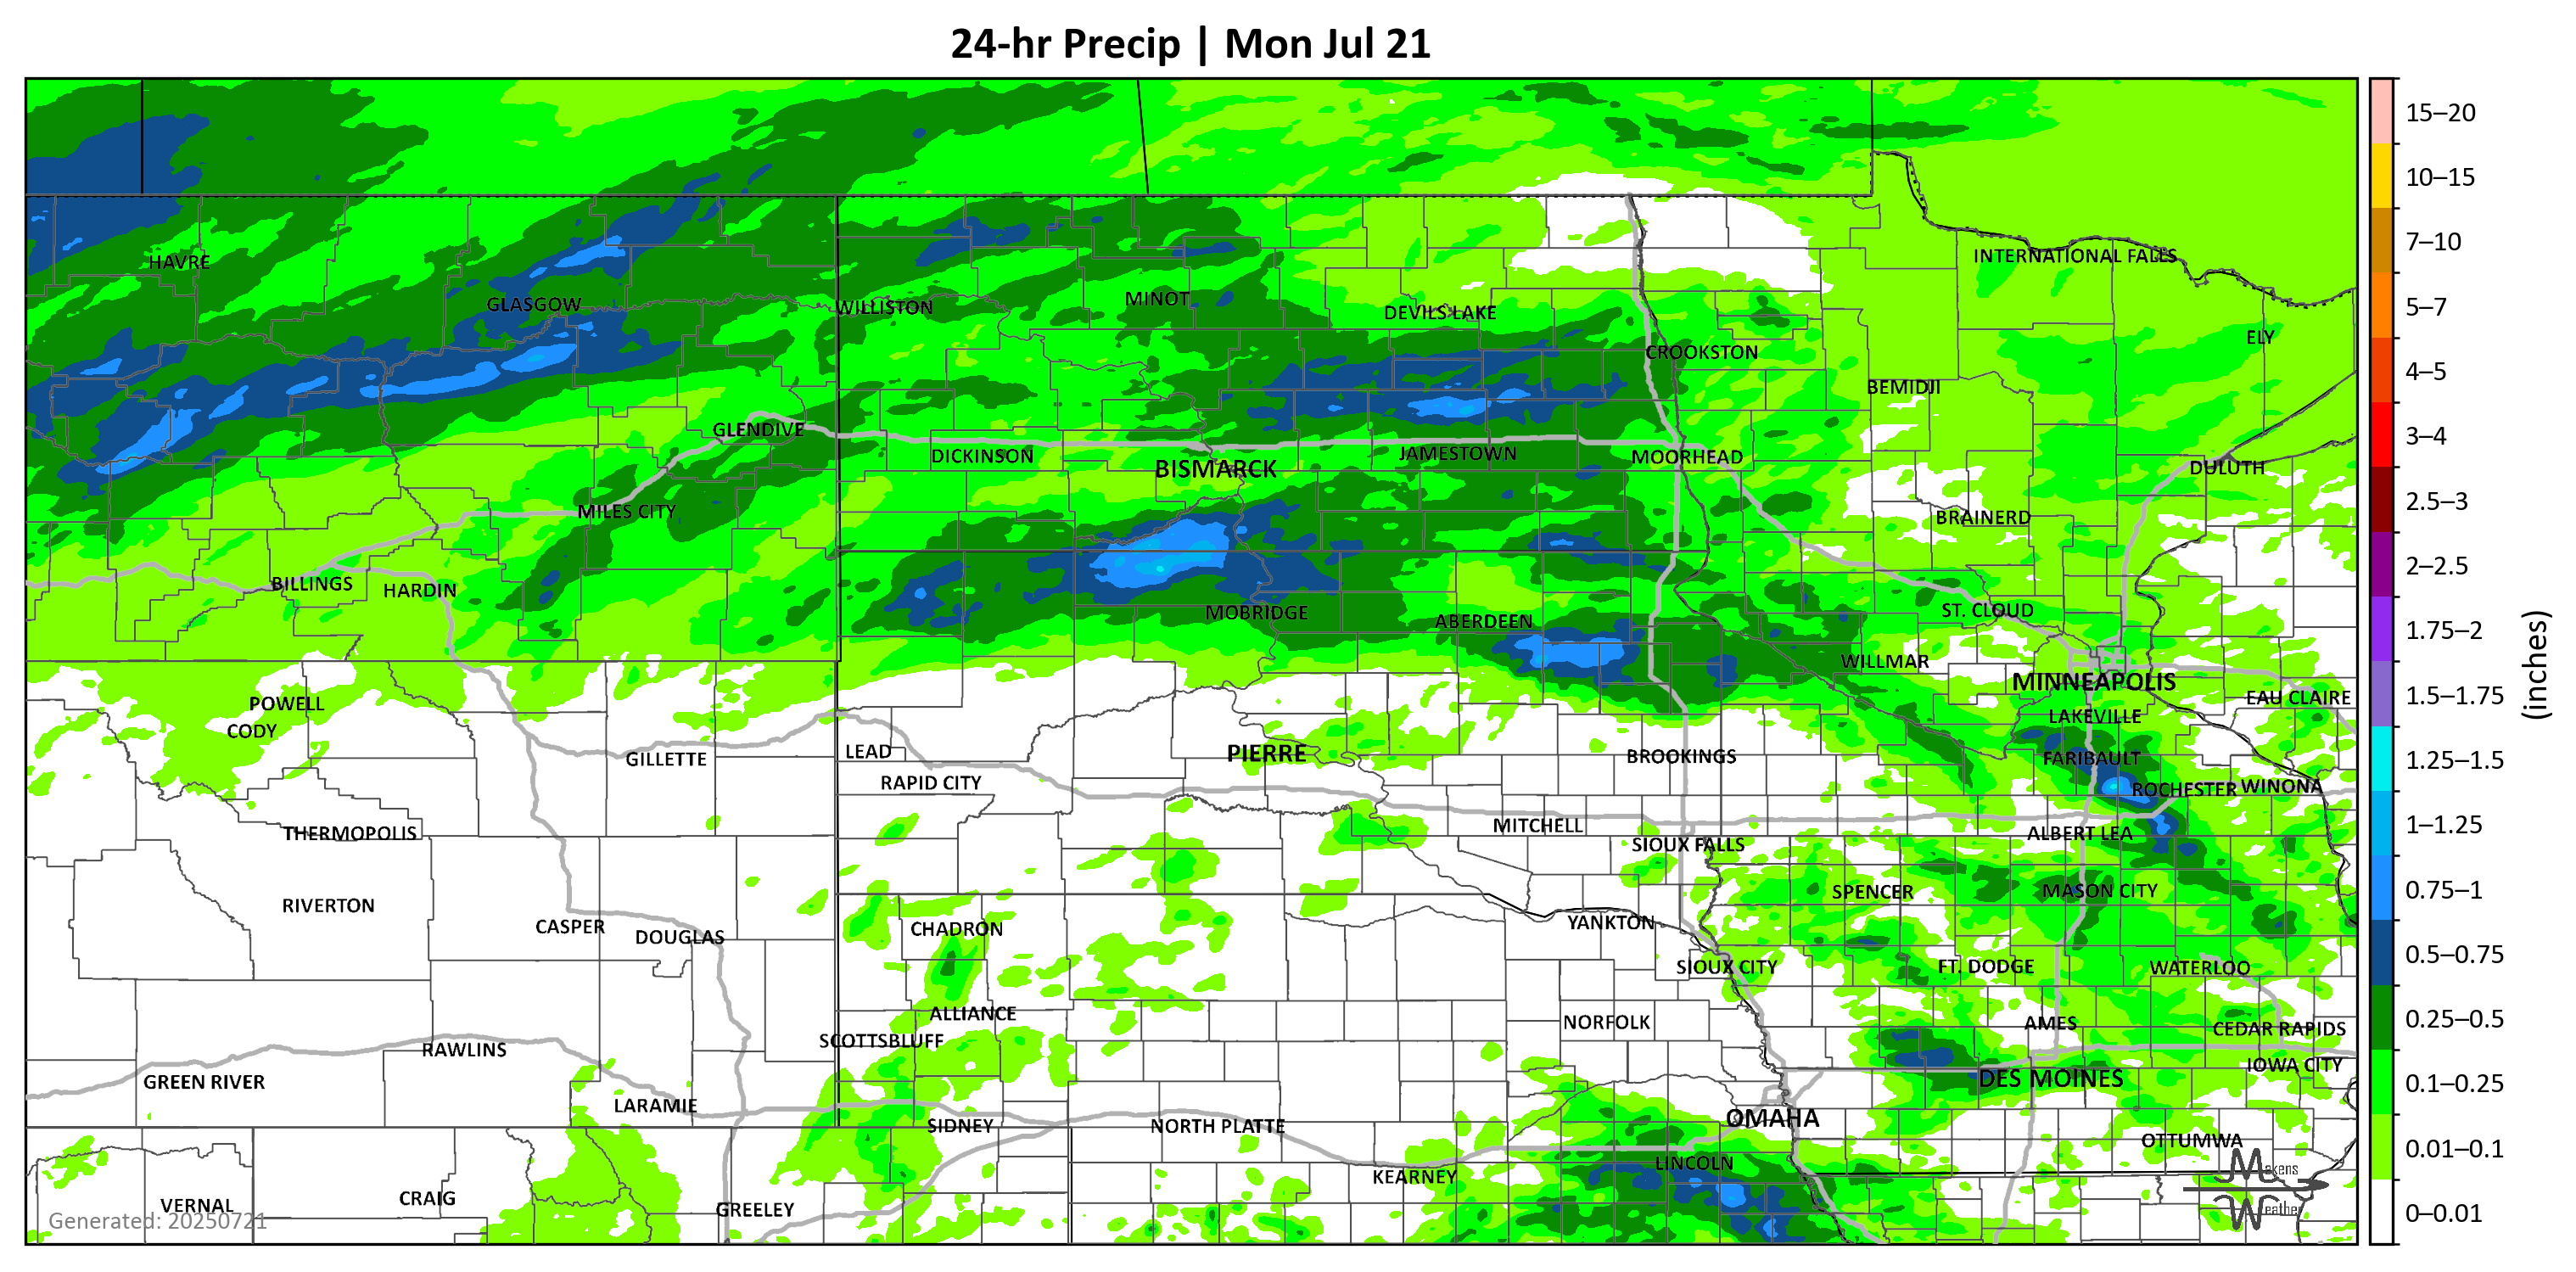 24-hr Precip | Mon Jul 21
15–20
10–15
7–10
5–7
4–5
3–4
2.5–3
2–2.5
1.75–2
1.5–1.75
1.25–1.5
1–1.25
0.75–1
0.5–0.75
0.25–0.5
0.1–0.25
0.01–0.1
0–0.01
(inches)
INTERNATIONAL FALLS
HAVRE
GLASGOW
WILLISTON
MINOT
DEVILS LAKE
ELY
CROOKSTON
BEMIDJI
GLENDIVE
DICKINSON
BISMARCK
JAMESTOWN
MOORHEAD
DULUTH
MILES CITY
BRAINERD
BILLINGS
HARDIN
MOBRIDGE
ABERDEEN
ST. CLOUD
WILLMAR
MINNEAPOLIS
EAU CLAIRE
POWELL
CODY
LAKEVILLE
GILLETTE
LEAD
PIERRE
BROOKINGS
FARIBAULT
RAPID CITY
ROCHESTER
WINONA
THERMOPOLIS
MITCHELL
SIOUX FALLS
ALBERT LEA
RIVERTON
SPENCER
MASON CITY
CASPER
DOUGLAS
CHADRON
YANKTON
SIOUX CITY
FT. DODGE
WATERLOO
ALLIANCE
NORFOLK
AMES
CEDAR RAPIDS
SCOTTSBLUFF
RAWLINS
IOWA CITY
GREEN RIVER
DES MOINES
LARAMIE
SIDNEY
NORTH PLATTE
OMAHA
OTTUMWA
LINCOLN
KEARNEY
VERNAL
CRAIG
GREELEY
Makens
Weather
Generated: 20250721